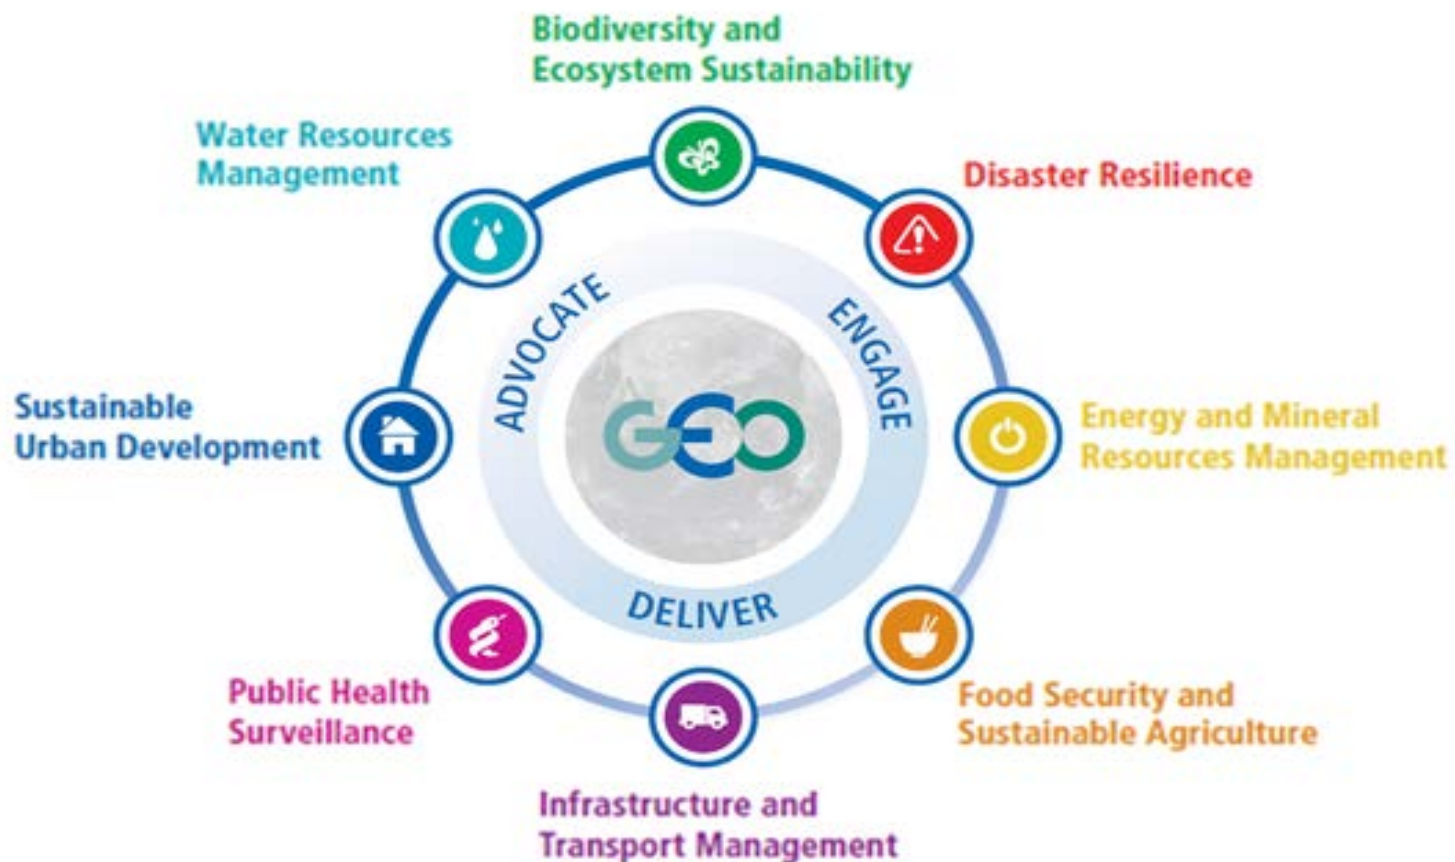 Biodiversity and
Ecosystem Sustainability
Water Resources
Management
Disaster Resilience
ADVOCATE
ENGAGE
Sustainable
Urban Development
GEO
Energy and Mineral
Resources Management
DELIVER
Public Health
Surveillance
Food Security and
Sustainable Agriculture
Infrastructure and
Transport Management